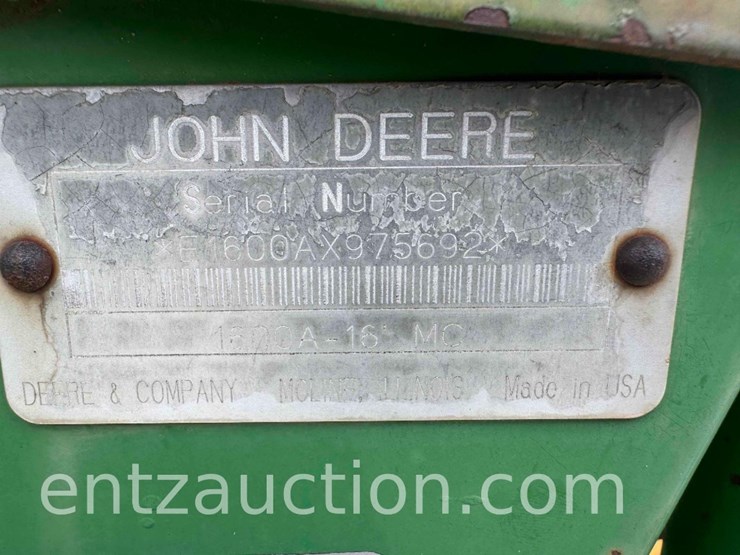 JOHN DEERE
Serial Number
*E1600AX975692*
1600A-16' MC
DEERE & COMPANY MOLINE, ILLINOIS Made in USA
entzauction.com